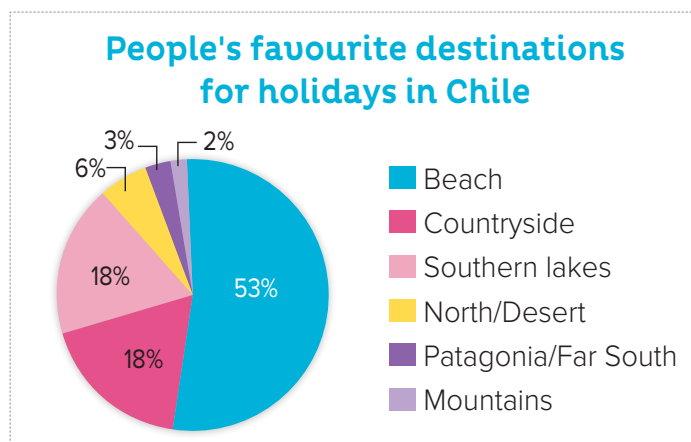 People's favourite destinations
for holidays in Chile
3%
2%
6%
18%
53%
18%
Beach
Countryside
Southern lakes
North/Desert
Patagonia/Far South
Mountains